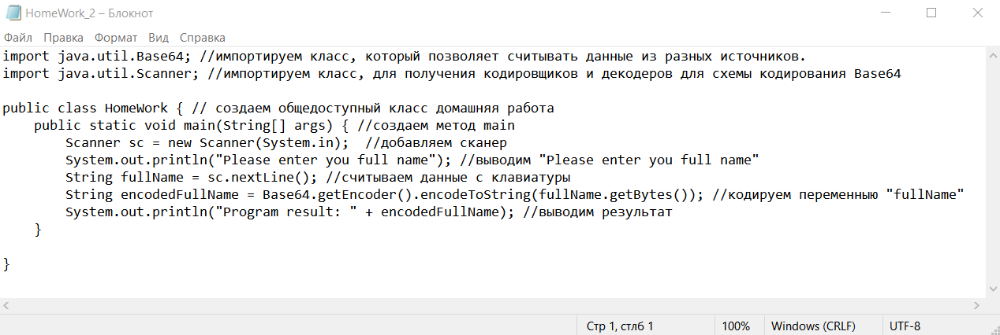 HomeWork_2 – Блокнот
Файл Правка Формат Вид Справка
import java.util.Base64; //импортируем класс, который позволяет считывать данные из разных источников.
import java.util.Scanner; //импортируем класс, для получения кодировщиков и декодеров для схемы кодирования Base64
public class HomeWork { // создаем общедоступный класс домашняя работа
    public static void main(String[] args) { //создаем метод main
        Scanner sc = new Scanner(System.in);  //добавляем сканер
        System.out.println("Please enter you full name"); //выводим "Please enter you full name"
        String fullName = sc.nextLine(); //считываем данные с клавиатуры
        String encodedFullName = Base64.getEncoder().encodeToString(fullName.getBytes()); //кодируем переменныю "fullName"
        System.out.println("Program result: " + encodedFullName); //выводим результат
    }
}
Стр 1, стлб 1 100% Windows (CRLF) UTF-8